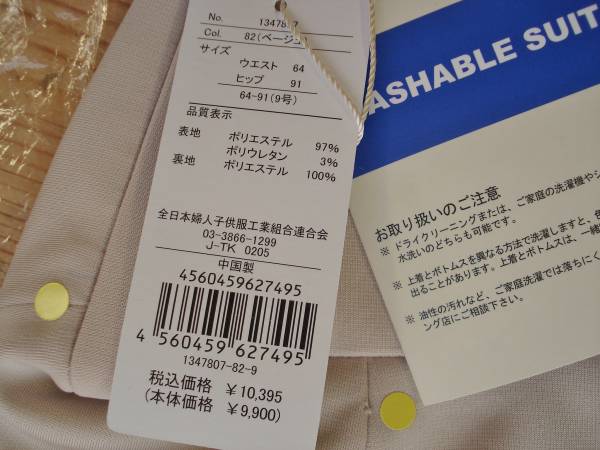 No. 1347807
Col. 82(ベージュ)
サイズ
ウエスト 64
ヒップ 91
64-91(9号)
品質表示
表地 ポリエステル 97%
ポリウレタン 3%
裏地 ポリエステル 100%
全日本婦人子供服工業組合連合会
03-3866-1299
J-TK 0205
中国製
4560459627495
4 560459 627495
1347807-82-9
税込価格 ￥10,395
(本体価格 ￥9,900)
ASHABLE SUIT
お取り扱いのご注意
※ ドライクリーニングまたは、ご家庭の洗濯機やシ
水洗いのどちらも可能です。
※ 上着とボトムスを異なる方法で洗濯しますと、色
出ることがあります。上着とボトムスは、一緒
※ 油性の汚れなど、ご家庭洗濯では落ちにく
ング店にご相談下さい。